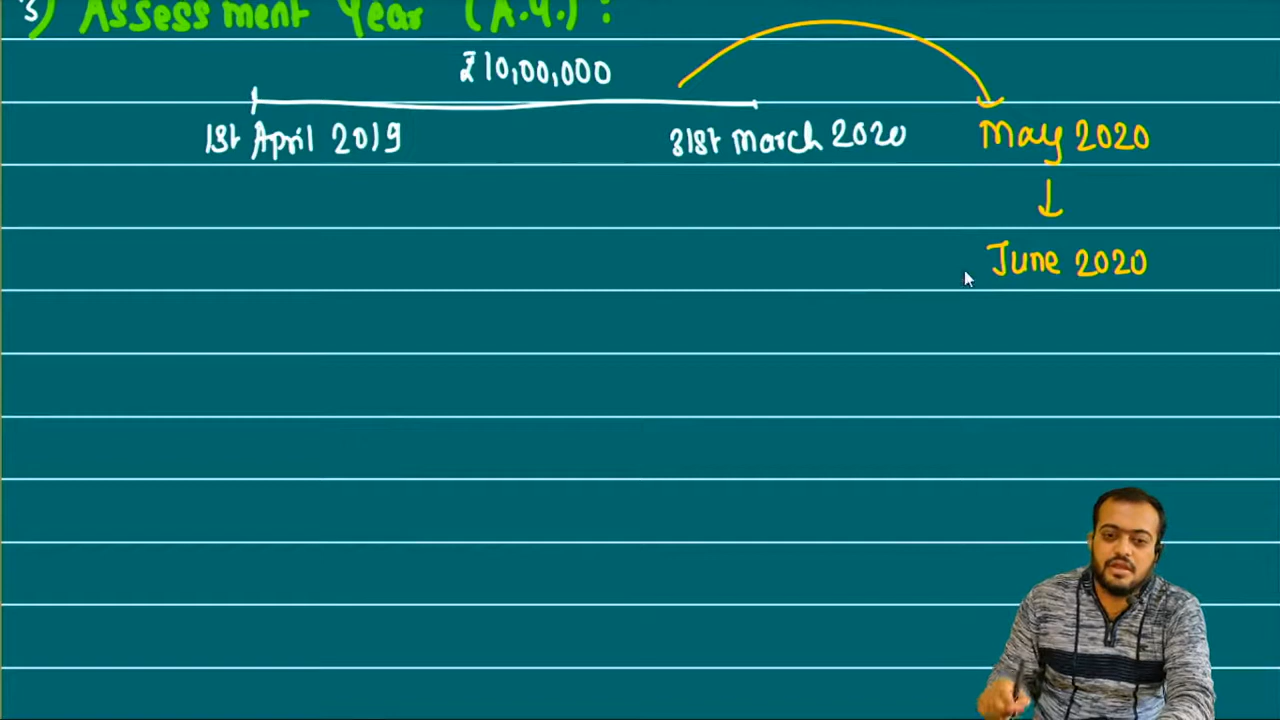 3) Assessment Year (A.Y.) :
₹10,00,000
1st April 2019 31st March 2020 May 2020
↓
June 2020